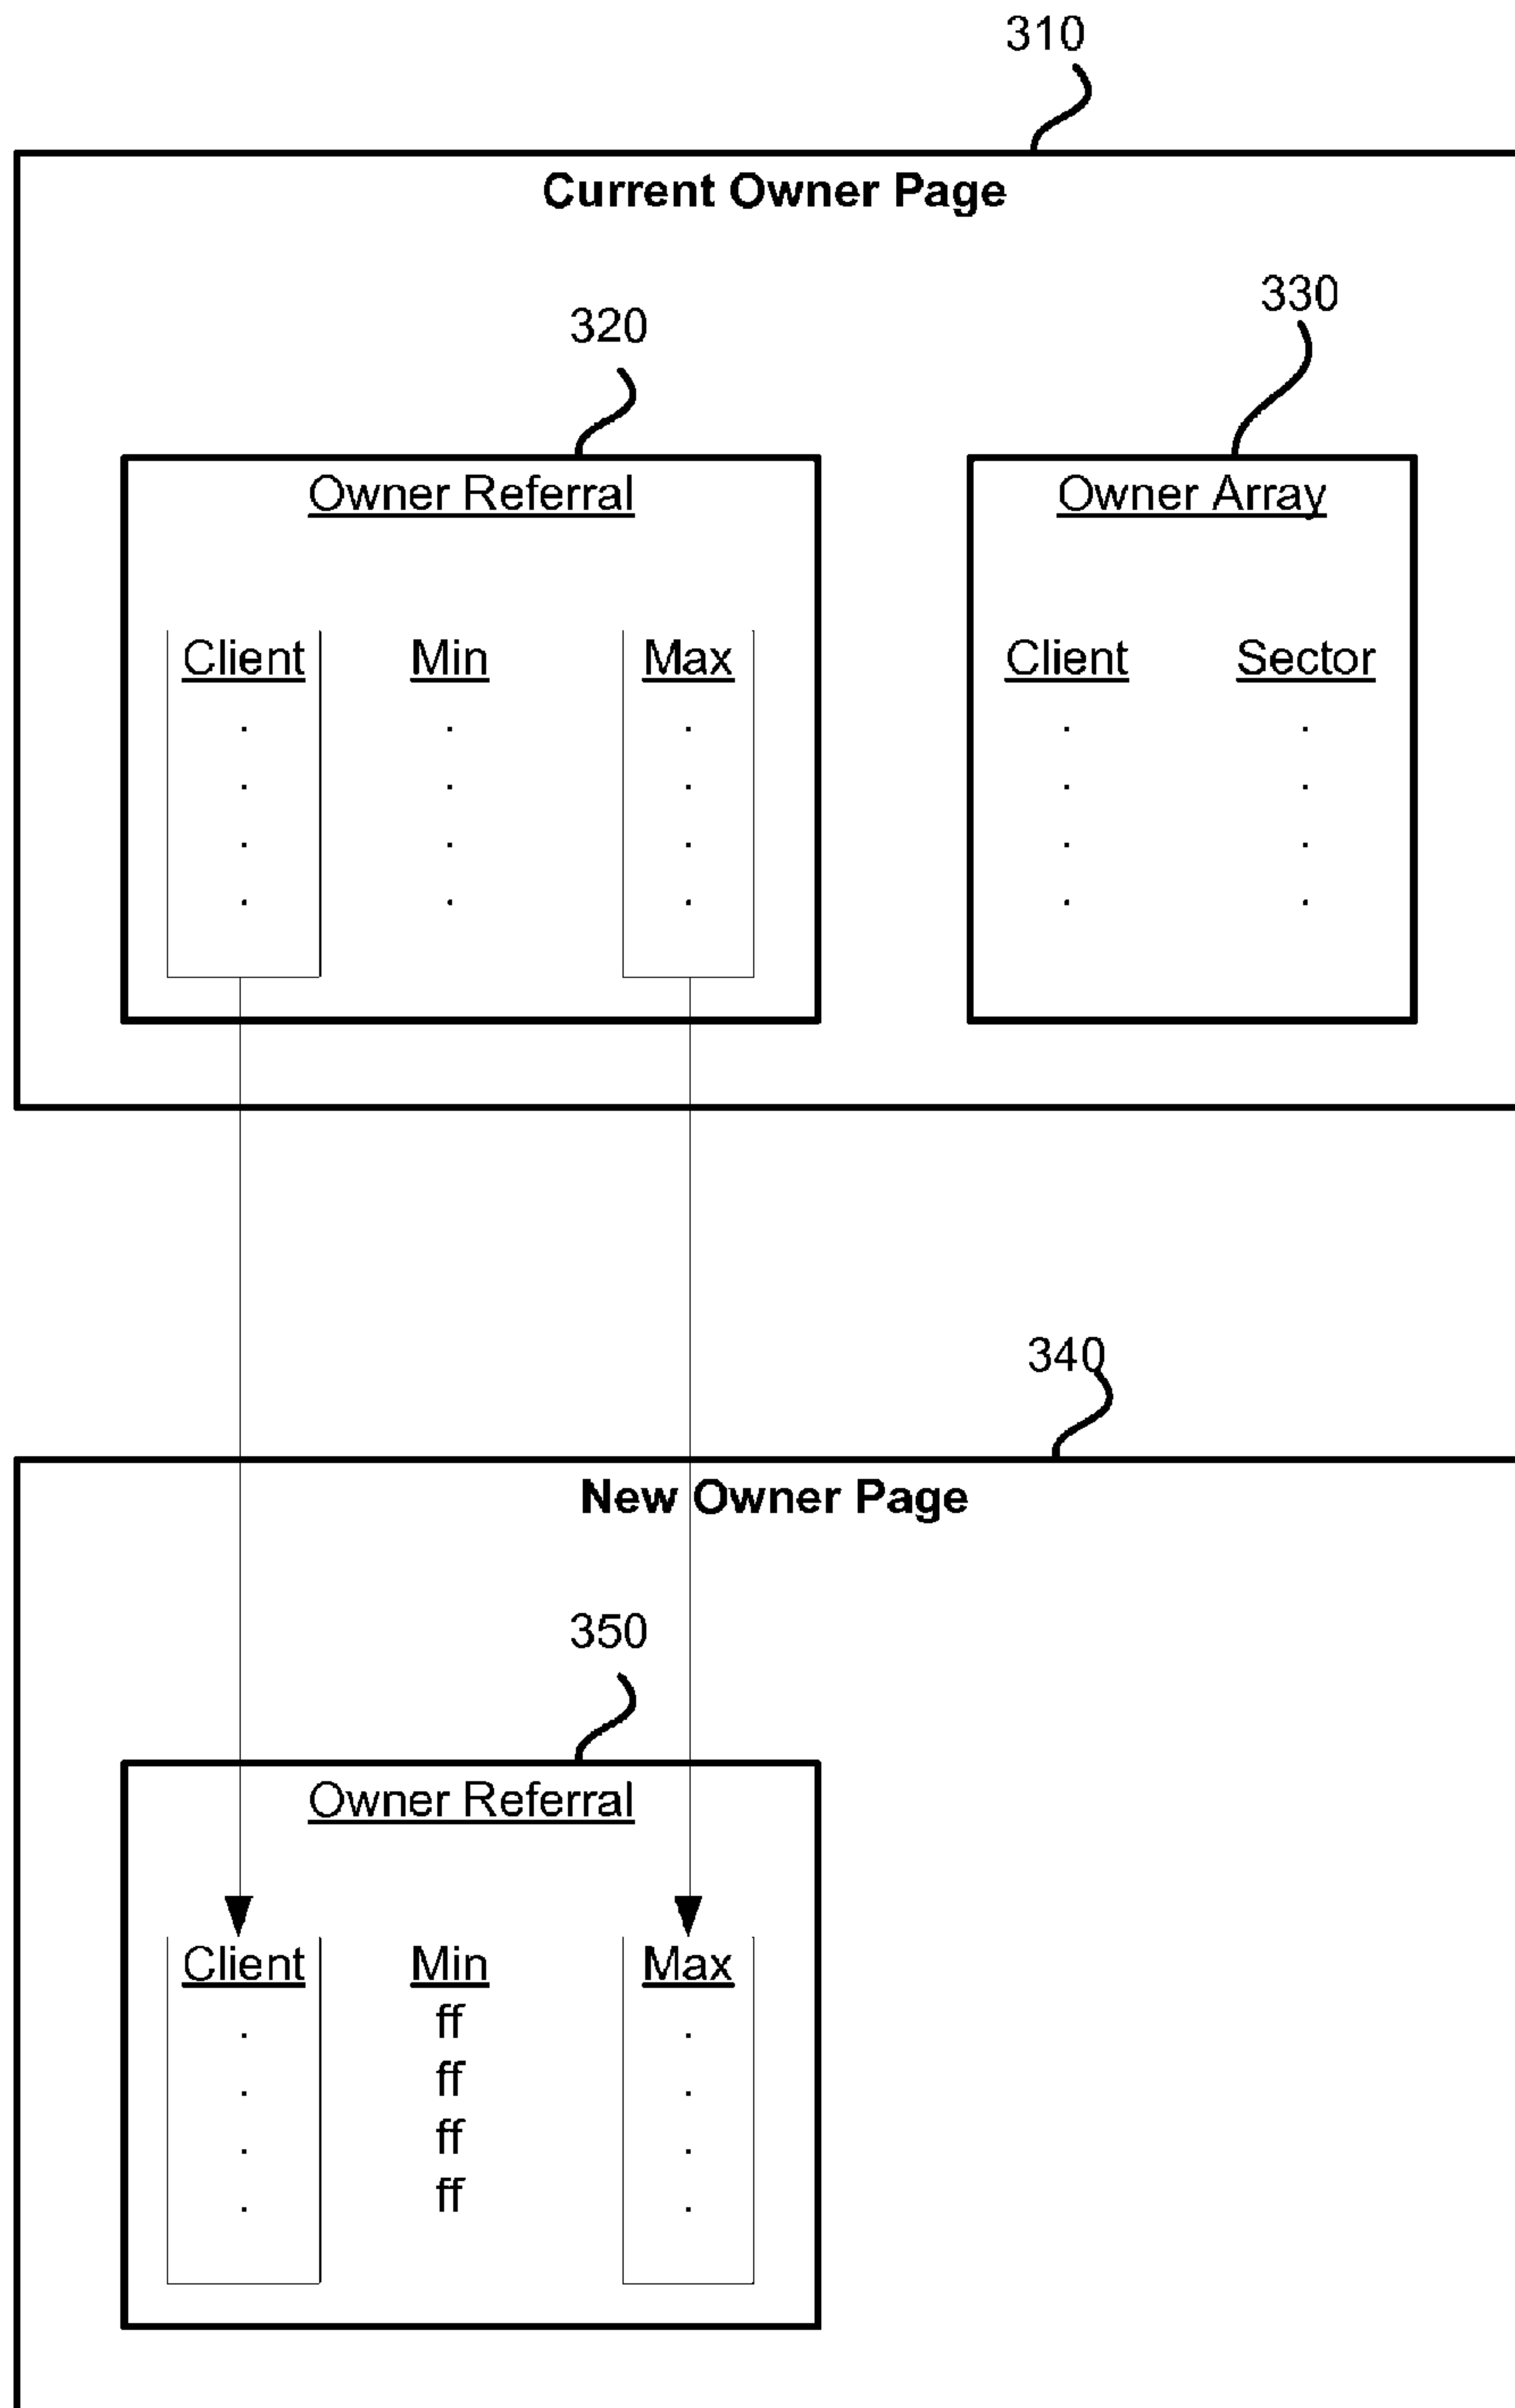 310
Current Owner Page
330
320
Owner Referral
Owner Array
Client Min Max
Client Sector
. . .
. .
. . .
. .
. . .
. .
. . .
. .
340
New Owner Page
350
Owner Referral
Client Min Max
. ff .
. ff .
. ff .
. ff .